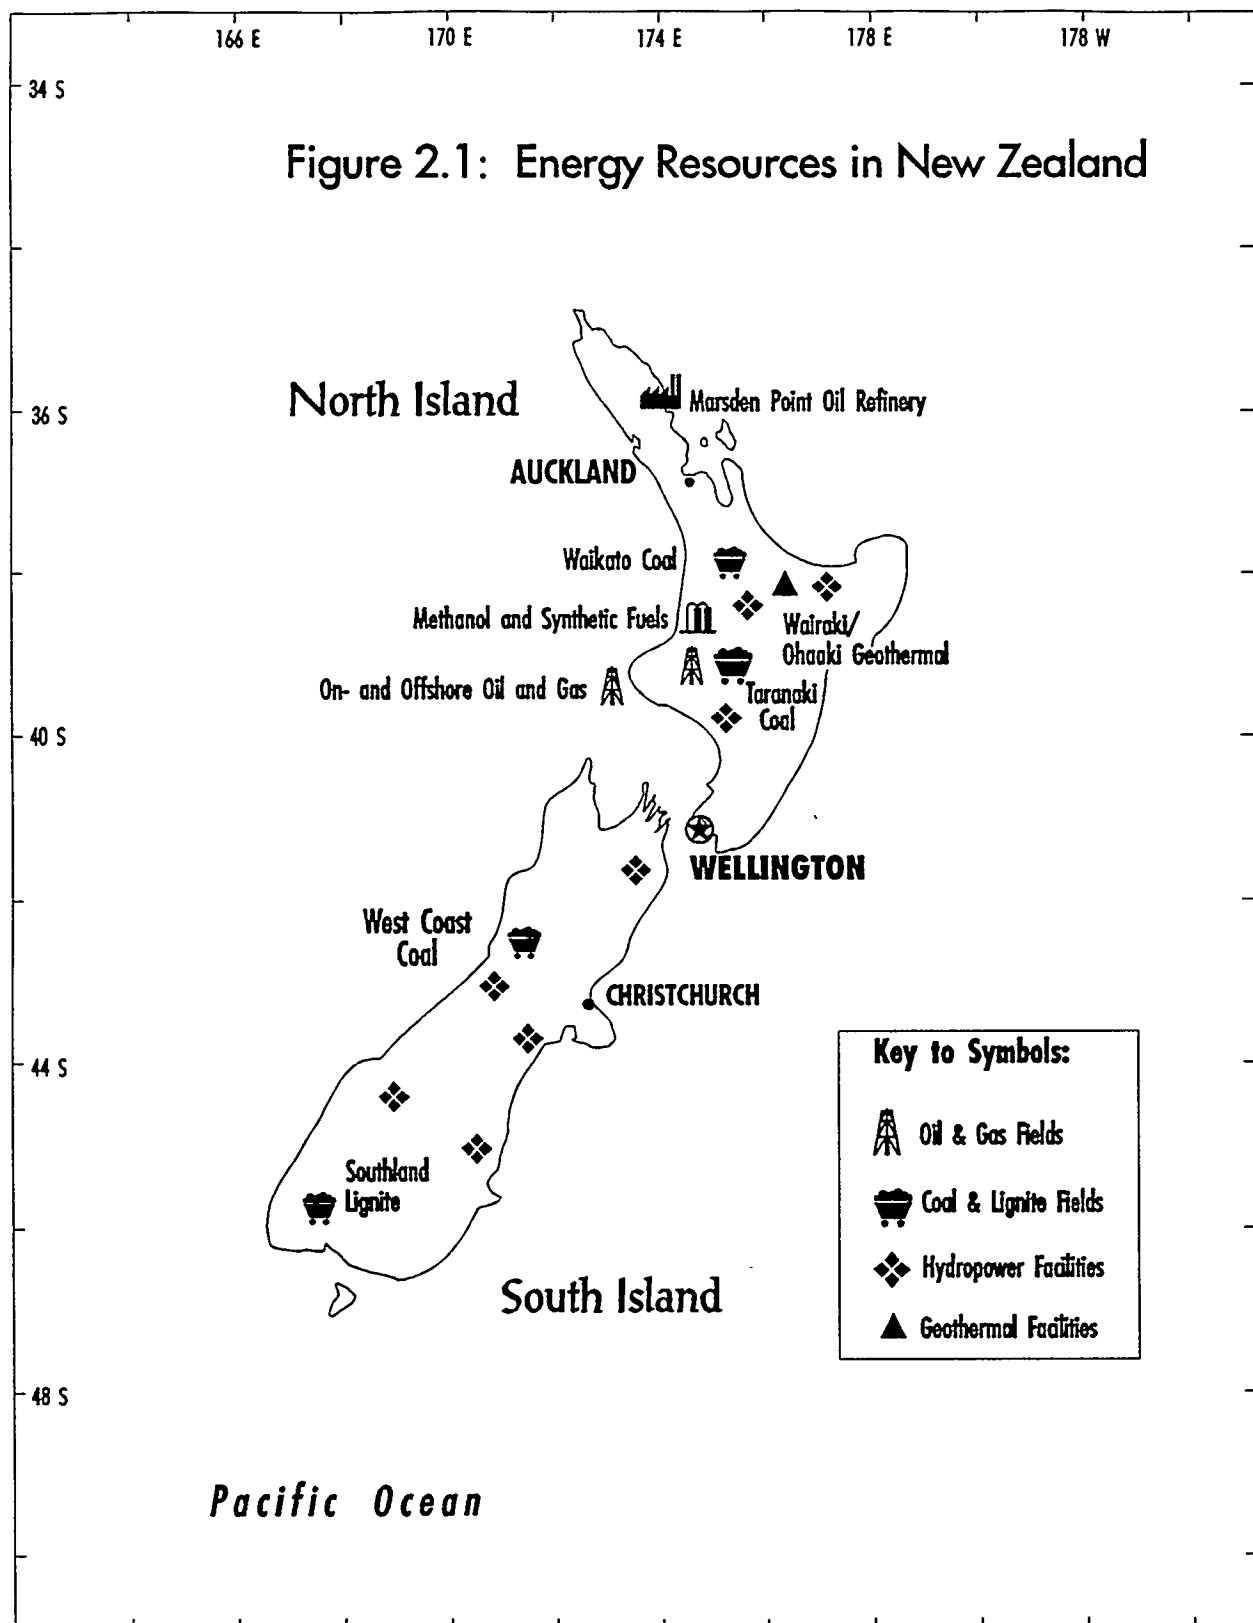 166 E 170 E 174 E 178 E 178 W
34 S
Figure 2.1: Energy Resources in New Zealand
North Island
Marsden Point Oil Refinery
36 S
AUCKLAND
Waikato Coal
Methanol and Synthetic Fuels
Wairaki/
Ohaaki Geothermal
On- and Offshore Oil and Gas
Taranaki
Coal
40 S
WELLINGTON
West Coast
Coal
CHRISTCHURCH
44 S
Key to Symbols:
Oil & Gas Fields
Coal & Lignite Fields
Hydropower Facilities
Geothermal Facilities
Southland
Lignite
South Island
48 S
Pacific Ocean